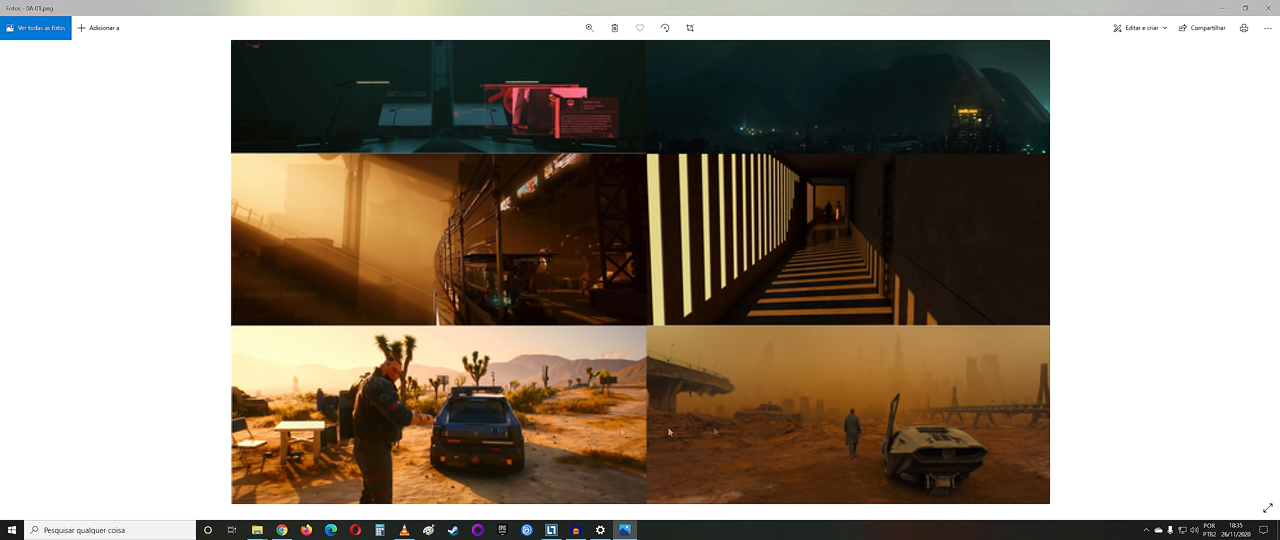 Fotos - 0A 03.png
Ver todas as fotos
Adicionar a
Editar e criar
Compartilhar
Pesquisar qualquer coisa
POR
PTB2
18:35
26/11/2020